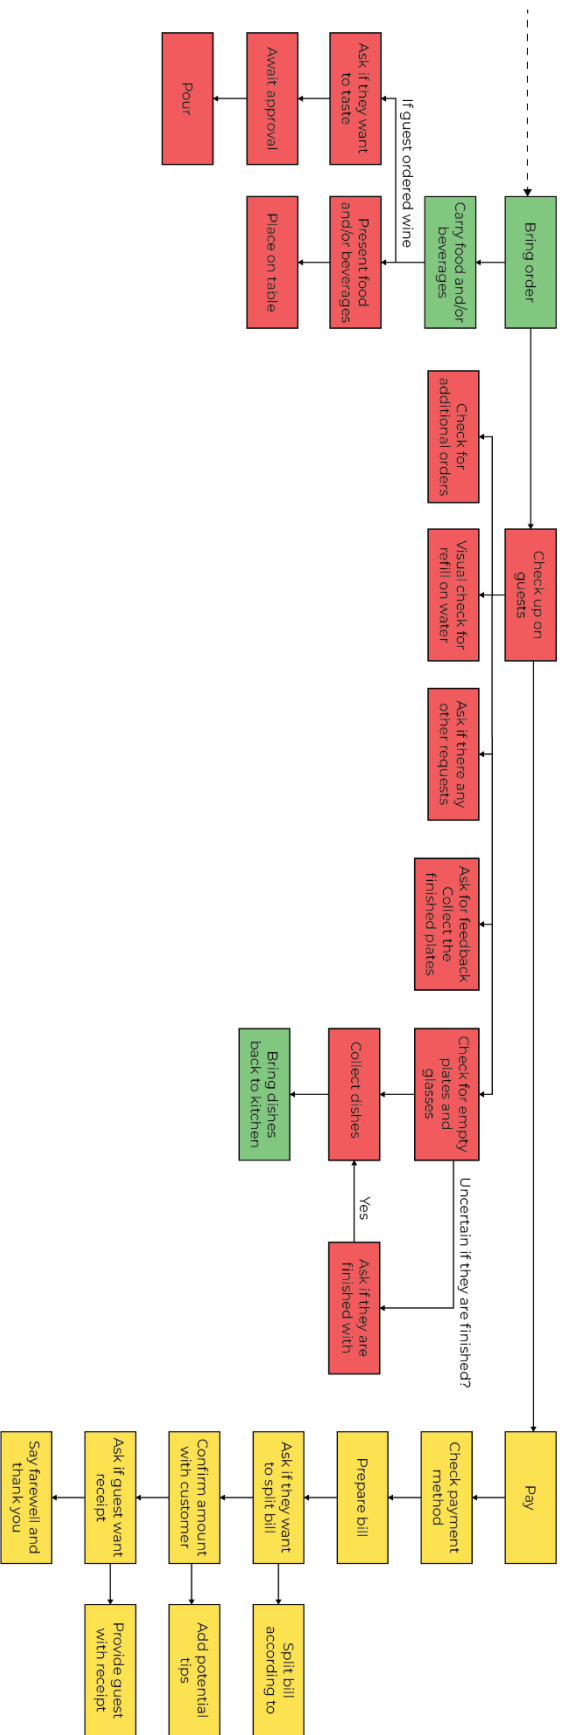 Bring order
Carry food and/or
beverages
If guest ordered wine
Ask if they want
to taste
Await approval
Pour
Present food
and/or beverages
Place on table
Check up on
guests
Check for
additional orders
Visual check for
refill on water
Ask if there any
other requests
Ask for feedback
Collect the
finished plates
Check for empty
plates and
glasses
Uncertain if they are finished?
Collect dishes
Yes
Ask if they are
finished with
Bring dishes
back to kitchen
Pay
Check payment
method
Prepare bill
Ask if they want
to split bill
Split bill
according to
Confirm amount
with customer
Add potential
tips
Ask if guest want
receipt
Provide guest
with receipt
Say farewell and
thank you